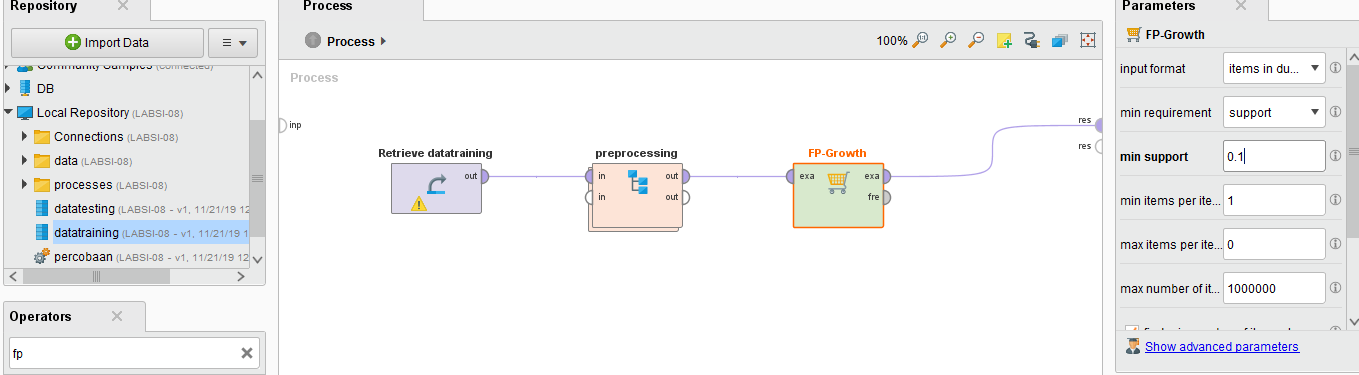 Repository
Import Data
Community Samples (connected)
DB
Local Repository (LABSI-08)
Connections (LABSI-08)
data (LABSI-08)
processes (LABSI-08)
datatesting (LABSI-08 - v1, 11/21/19 12
datatraining (LABSI-08 - v1, 11/21/19 1
percobaan (LABSI-08 - v1, 11/21/19 12
Operators
fp
Process
Process
100%
Process
inp
Retrieve datatraining
out
preprocessing
in
out
in
out
FP-Growth
exa
exa
fre
res
res
Parameters
FP-Growth
input format
items in du...
min requirement
support
min support
0.1
min items per ite...
1
max items per ite...
0
max number of it...
1000000
Show advanced parameters